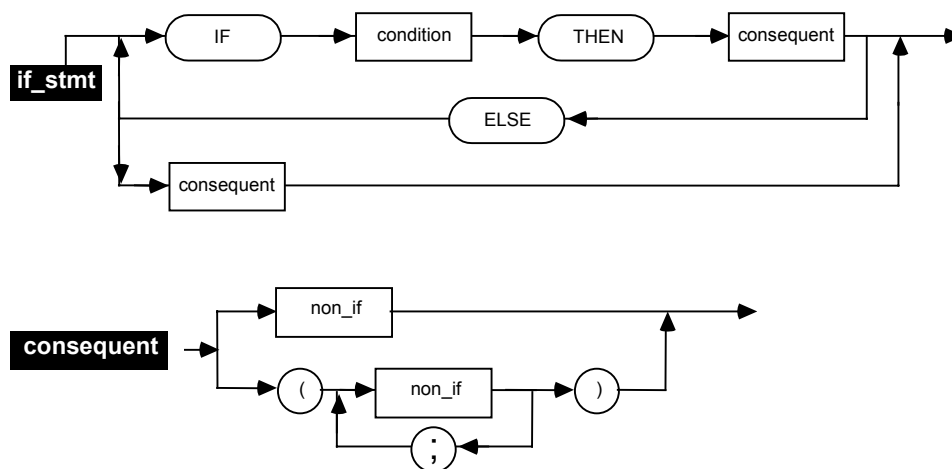 IF condition THEN consequent
if_stmt
ELSE
consequent
non_if
consequent
( non_if )
;